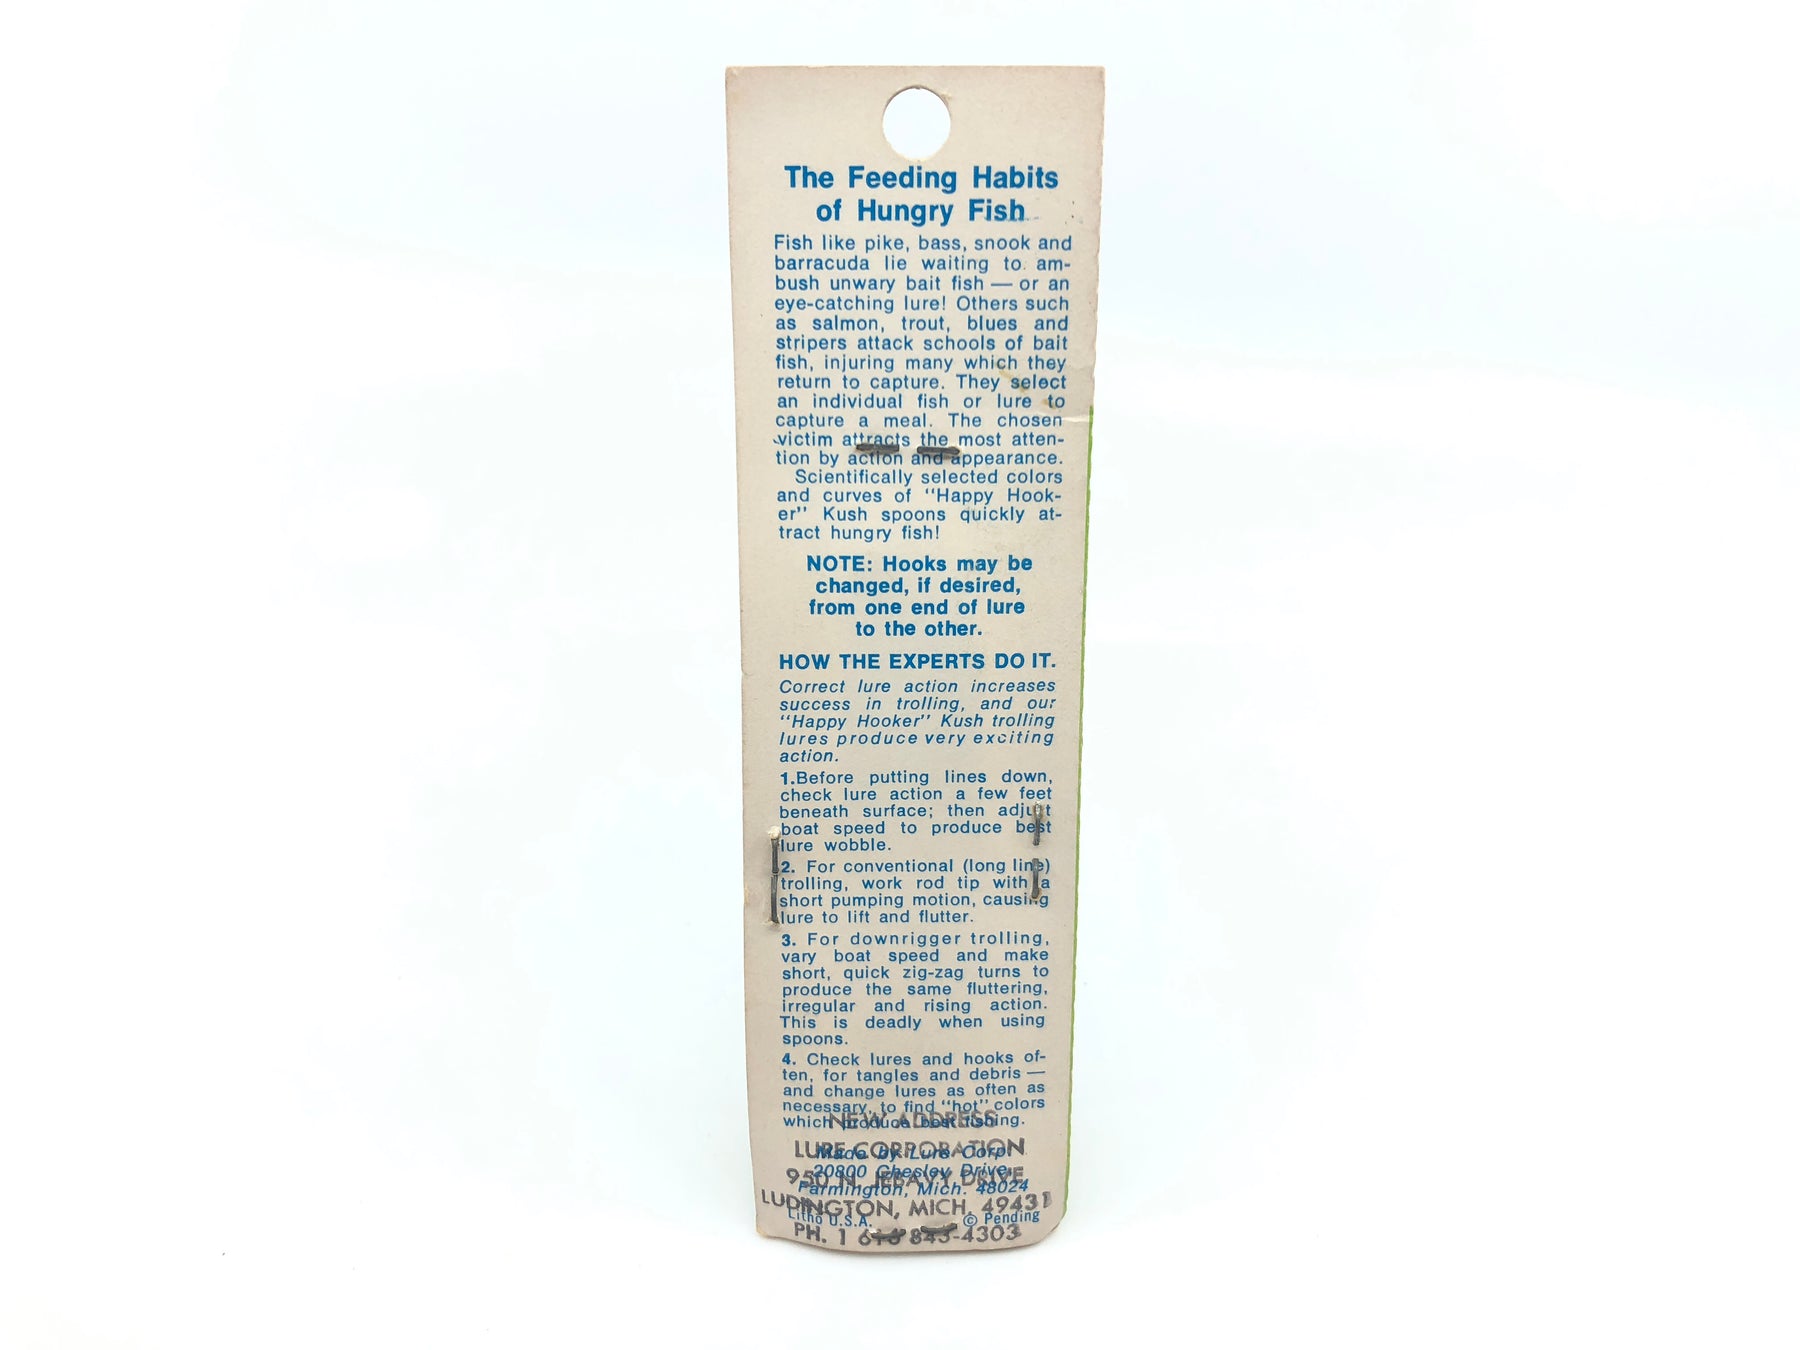 The Feeding Habits
of Hungry Fish
Fish like pike, bass, snook and
barracuda lie waiting to am-
bush unwary bait fish — or an
eye-catching lure! Others such
as salmon, trout, blues and
stripers attack schools of bait
fish, injuring many which they
return to capture. They select
an individual fish or lure to
capture a meal. The chosen
victim attracts the most atten-
tion by action and appearance.
Scientifically selected colors
and curves of "Happy Hook-
er" Kush spoons quickly at-
tract hungry fish!
NOTE: Hooks may be
changed, if desired,
from one end of lure
to the other.
HOW THE EXPERTS DO IT.
Correct lure action increases
success in trolling, and our
"Happy Hooker" Kush trolling
lures produce very exciting
action.
1.Before putting lines down,
check lure action a few feet
beneath surface; then adjust
boat speed to produce best
lure wobble.
2. For conventional (long line)
trolling, work rod tip with a
short pumping motion, causing
lure to lift and flutter.
3. For downrigger trolling,
vary boat speed and make
short, quick zig-zag turns to
produce the same fluttering,
irregular and rising action.
This is deadly when using
spoons.
4. Check lures and hooks of-
ten, for tangles and debris —
and change lures as often as
necessary, to find "hot" colors
which produce best fishing.
NEW ADDRESS
LURE CORPORATION
Made by Lure Corp.
20800 Chesley Drive,
950 N. JEBAVY DRIVE
Farmington, Mich. 48024
LUDINGTON, MICH. 49431
Litho U.S.A. © Pending
PH. 1 616 843-4303